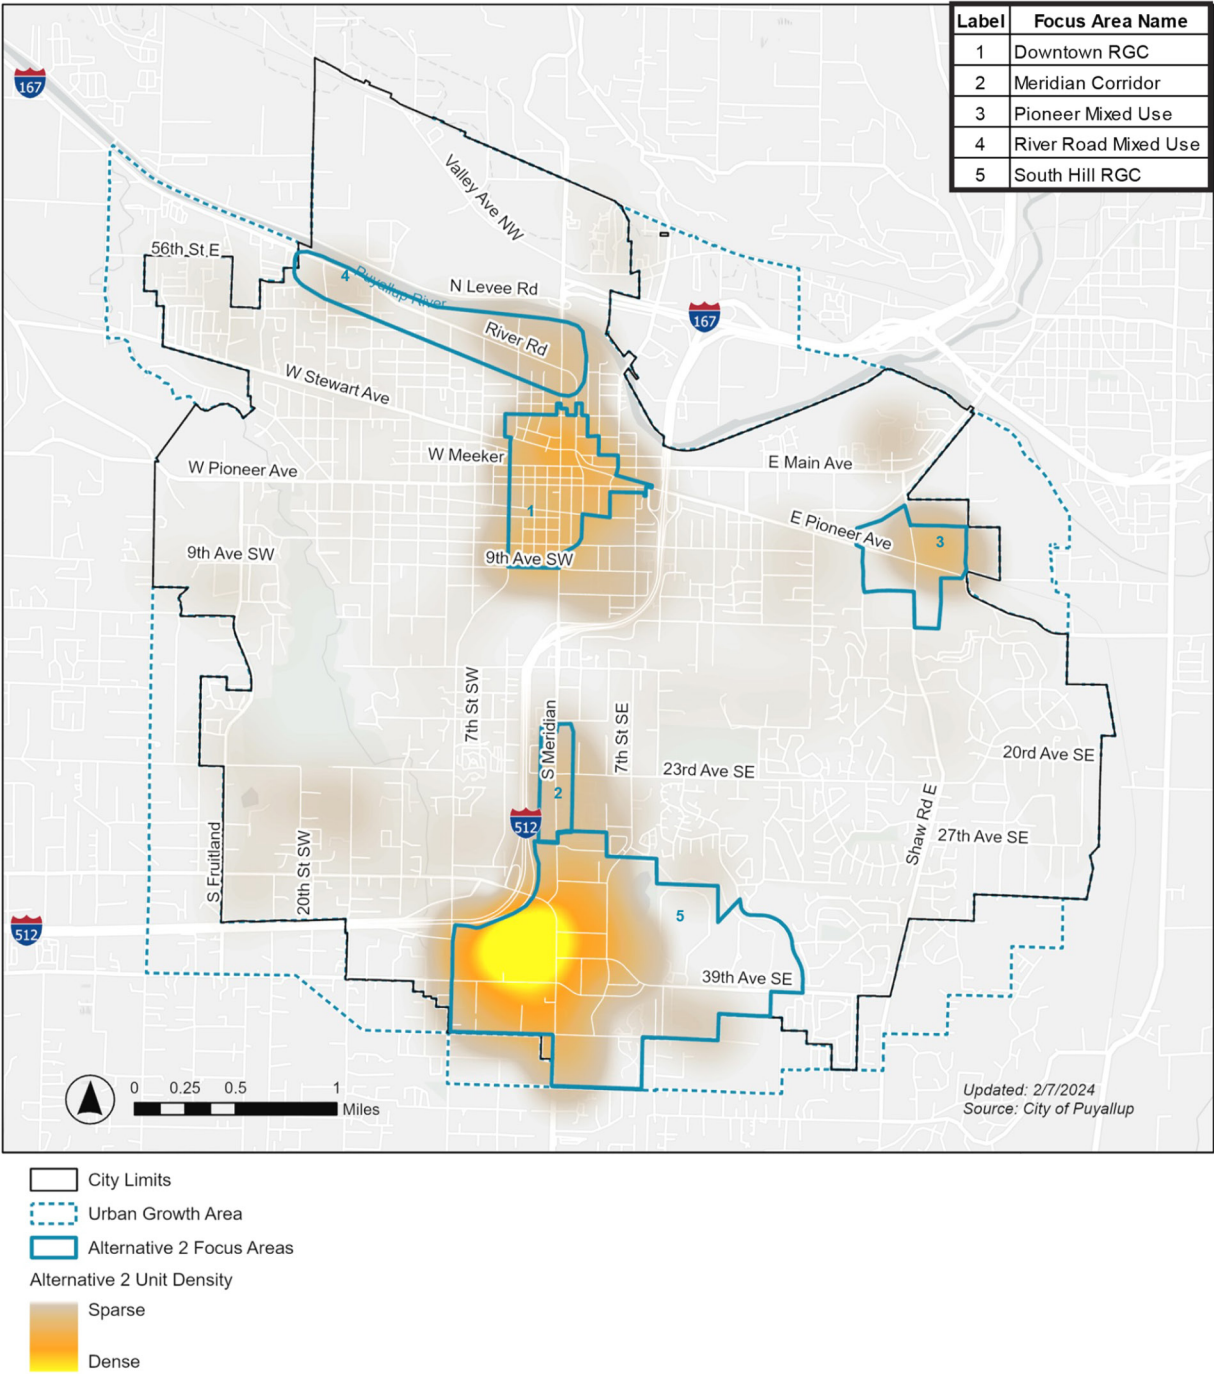 Label Focus Area Name
1 Downtown RGC
2 Meridian Corridor
3 Pioneer Mixed Use
4 River Road Mixed Use
5 South Hill RGC
167
Valley Ave NW
56th St E
4
Puyallup River
N Levee Rd
167
River Rd
W Stewart Ave
W Meeker
E Main Ave
W Pioneer Ave
1
E Pioneer Ave
3
9th Ave SW
9th Ave SW
7th St SW
S Meridian
7th St SE
20rd Ave SE
23rd Ave SE
2
512
Shaw Rd E
27th Ave SE
S Fruitland
20th St SW
5
512
39th Ave SE
0 0.25 0.5 1
Miles
Updated: 2/7/2024
Source: City of Puyallup
City Limits
Urban Growth Area
Alternative 2 Focus Areas
Alternative 2 Unit Density
Sparse
Dense